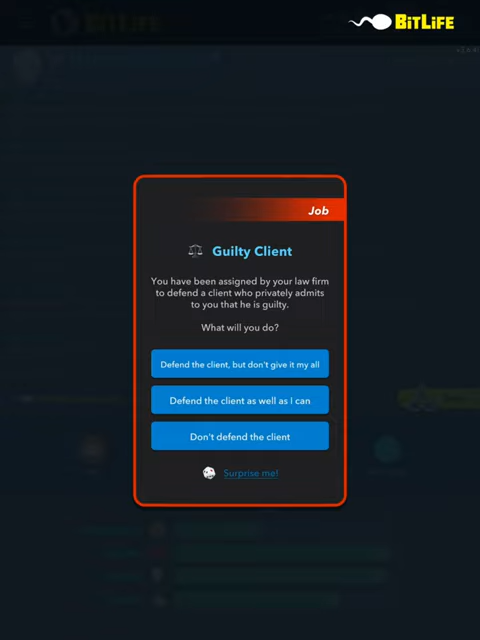 BitLife
BitLife
Job
Guilty Client
You have been assigned by your law firm
to defend a client who privately admits
to you that he is guilty.
What will you do?
Defend the client, but don't give it my all
Defend the client as well as I can
Don't defend the client
Surprise me!